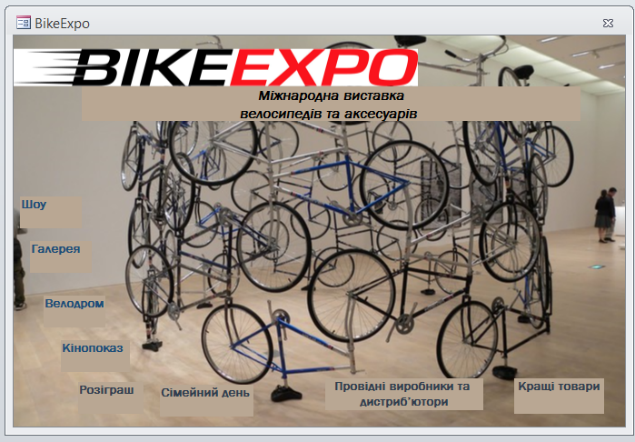 BikeExpo
BIKEEXPO
Міжнародна виставка
велосипедів та аксесуарів
Шоу
Галерея
Велодром
Кінопоказ
Розіграш
Сімейний день
Провідні виробники та
дистриб'ютори
Кращі товари